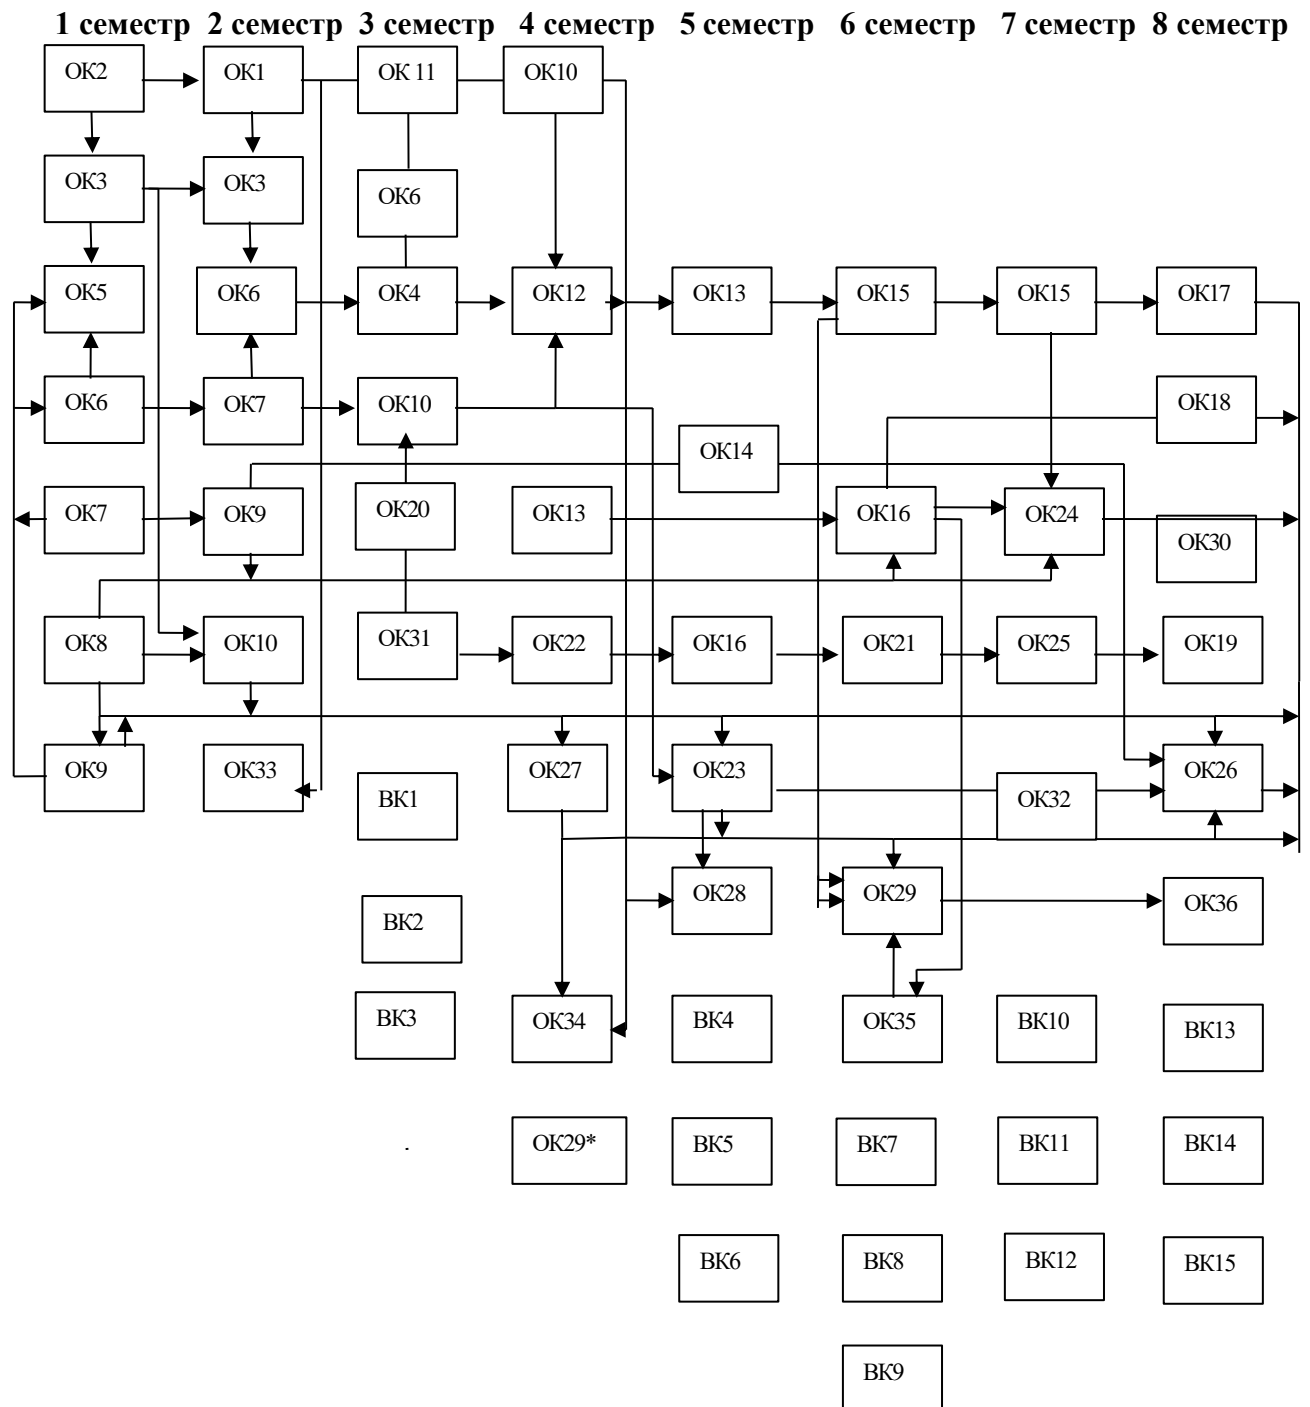 1 семестр 2 семестр 3 семестр 4 семестр 5 семестр 6 семестр 7 семестр 8 семестр
ОК2 ОК1 ОК 11 ОК10
ОК3 ОК3 ОК6
ОК5 ОК6 ОК4 ОК12 ОК13 ОК15 ОК15 ОК17
ОК6 ОК7 ОК10 ОК18
ОК14
ОК7 ОК9 ОК20 ОК13 ОК16 ОК24
ОК30
ОК8 ОК10 ОК31 ОК22 ОК16 ОК21 ОК25 ОК19
ОК9 ОК33 ОК27 ОК23 ОК26
ВК1 ОК32
ВК2 ОК28 ОК29 ОК36
ВК3 ОК34 ВК4 ОК35 ВК10 ВК13
.
ОК29* ВК5 ВК7 ВК11 ВК14
ВК6 ВК8 ВК12 ВК15
ВК9